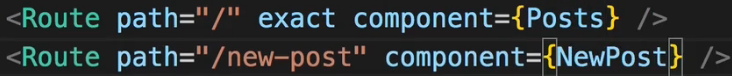 <Route path="/" exact component={Posts} />
<Route path="/new-post" component={NewPost} />